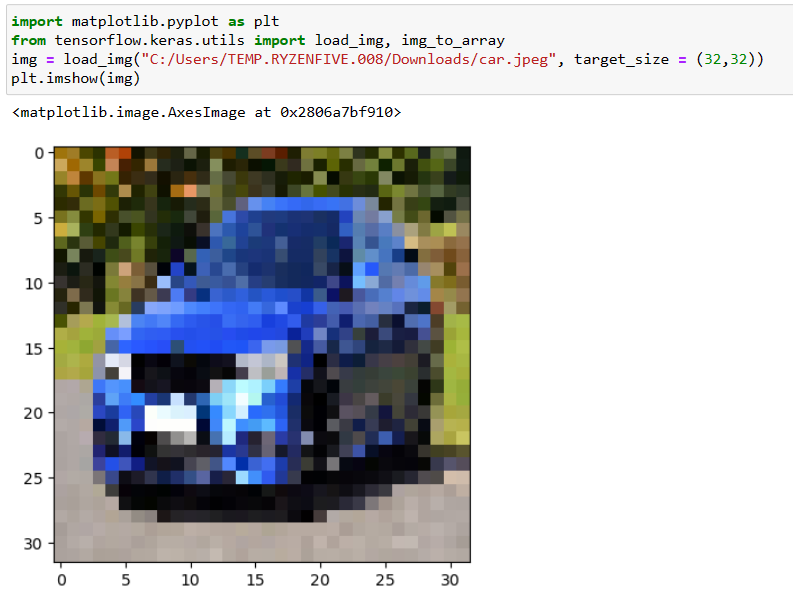 import matplotlib.pyplot as plt
from tensorflow.keras.utils import load_img, img_to_array
img = load_img("C:/Users/TEMP.RYZENFIVE.008/Downloads/car.jpeg", target_size = (32,32))
plt.imshow(img)
<matplotlib.image.AxesImage at 0x2806a7bf910>
0
5
10
15
20
25
30
0 5 10 15 20 25 30